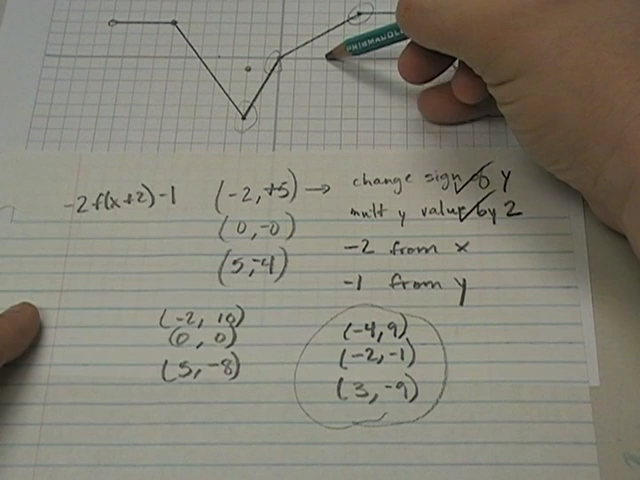 PRISMACOLOR
-2f(x+2)-1
(-2,+5) → change sign of y
(0,-0) mult y value by 2
(5,-4) -2 from x
-1 from y
(-2, 10)
(0, 0)
(5,-8)
(-4,9)
(-2,-1)
(3,-9)